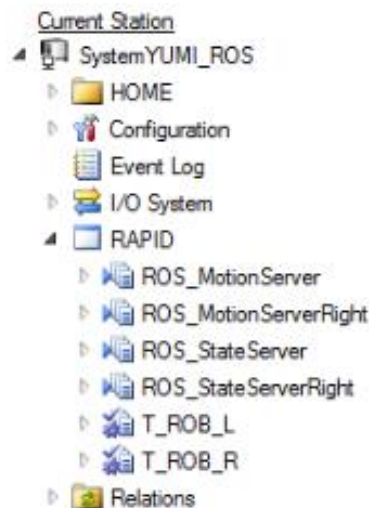 Current Station
SystemYUMI_ROS
HOME
Configuration
Event Log
I/O System
RAPID
ROS_MotionServer
ROS_MotionServerRight
ROS_StateServer
ROS_StateServerRight
T_ROB_L
T_ROB_R
Relations